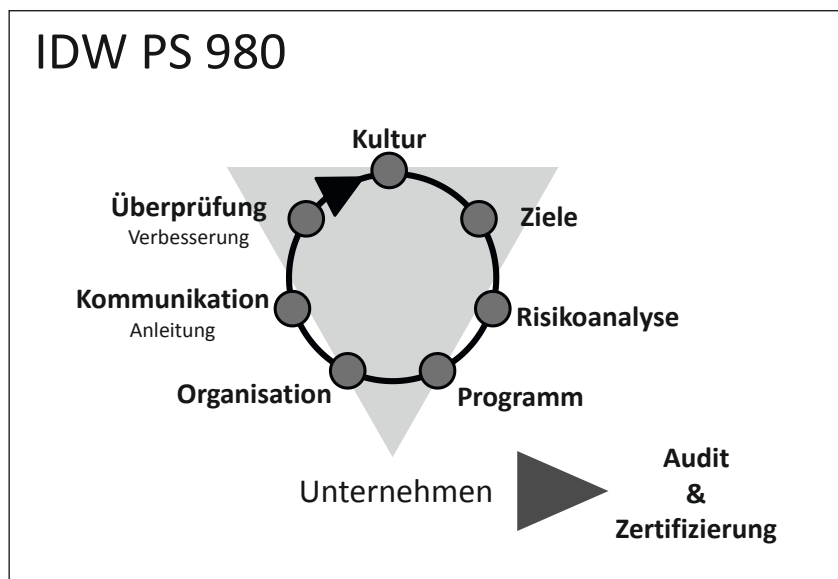 IDW PS 980
Kultur
Überprüfung
Verbesserung
Ziele
Kommunikation
Anleitung
Risikoanalyse
Organisation
Programm
Unternehmen
Audit
&
Zertifizierung